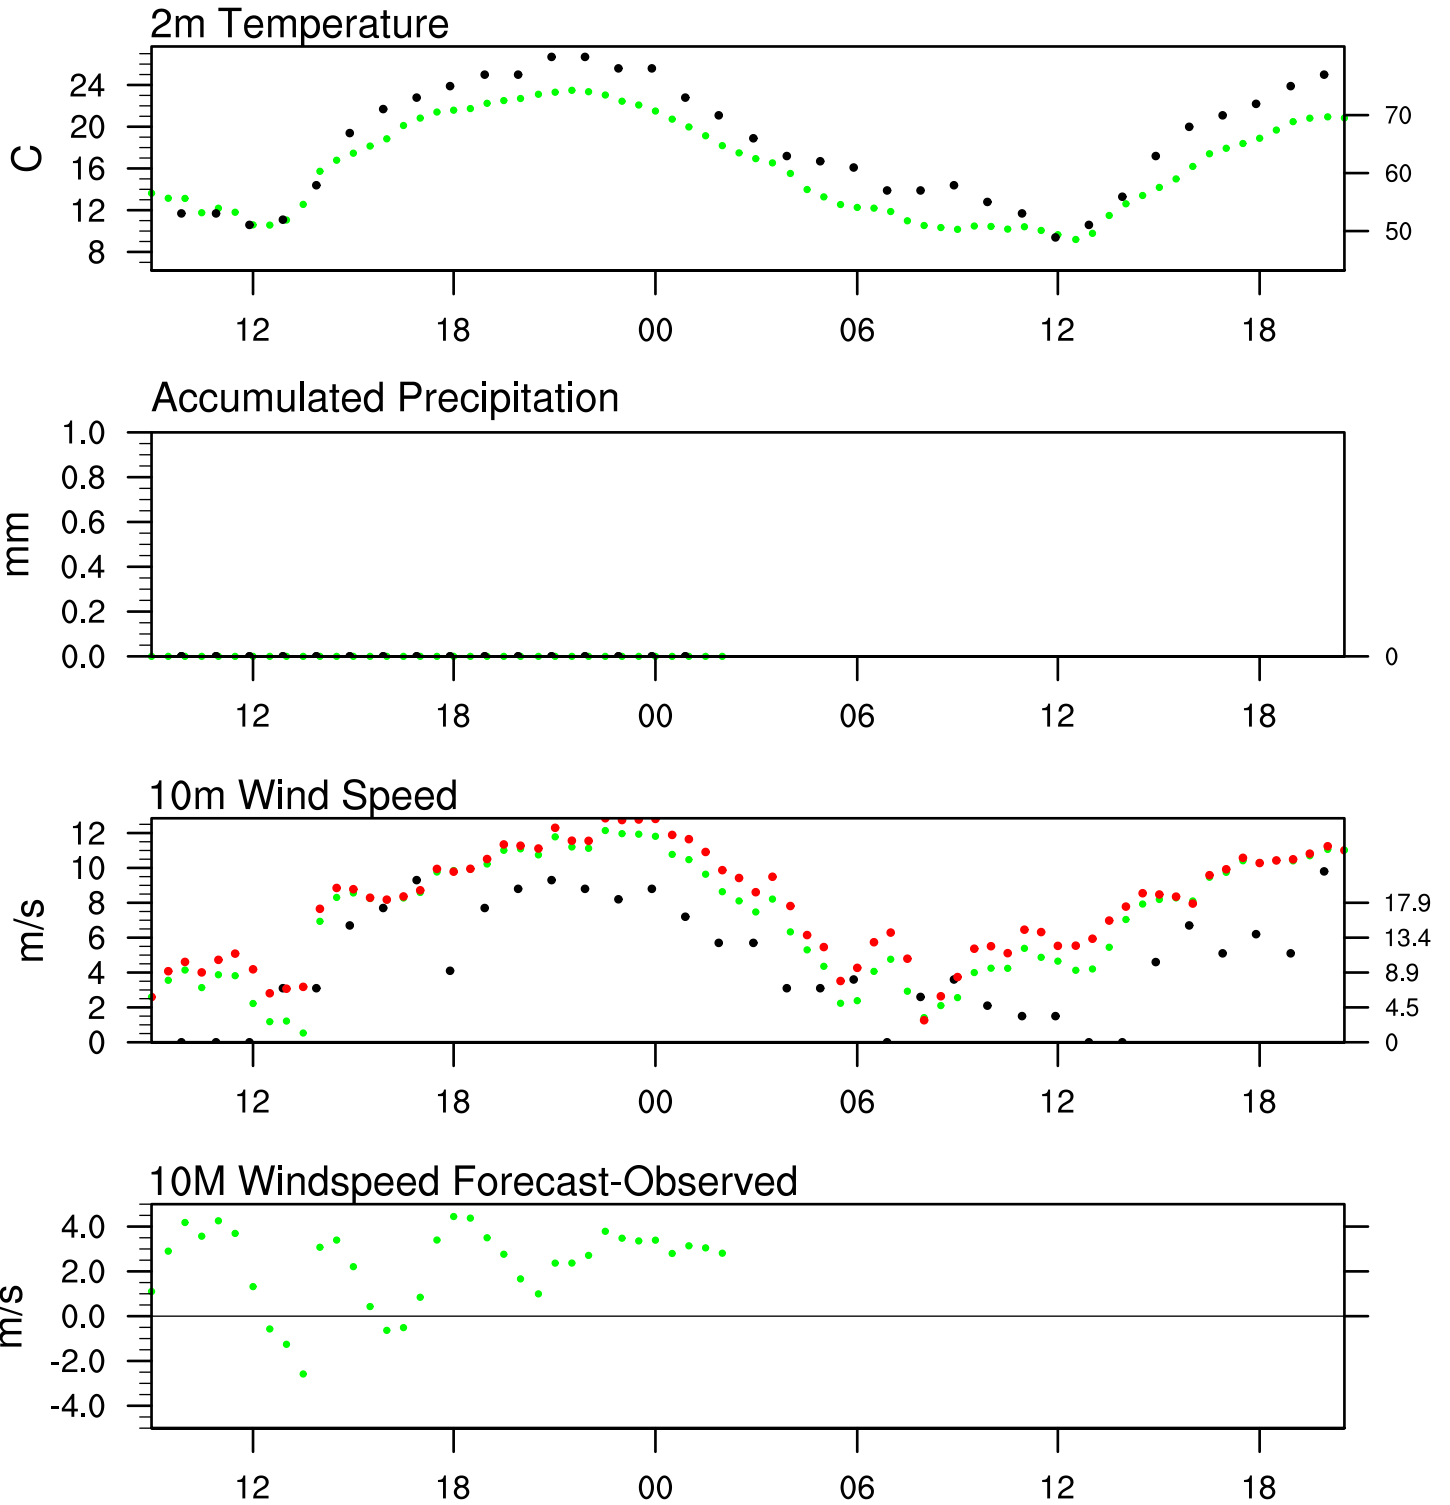 2m Temperature
24
20
16
12
8
C
70
60
50
12 18 00 06 12 18
Accumulated Precipitation
1.0
0.8
0.6
0.4
0.2
0.0
mm
0
12 18 00 06 12 18
10m Wind Speed
12
10
8
6
4
2
0
m/s
17.9
13.4
8.9
4.5
0
12 18 00 06 12 18
10M Windspeed Forecast-Observed
4.0
2.0
0.0
-2.0
-4.0
m/s
12 18 00 06 12 18